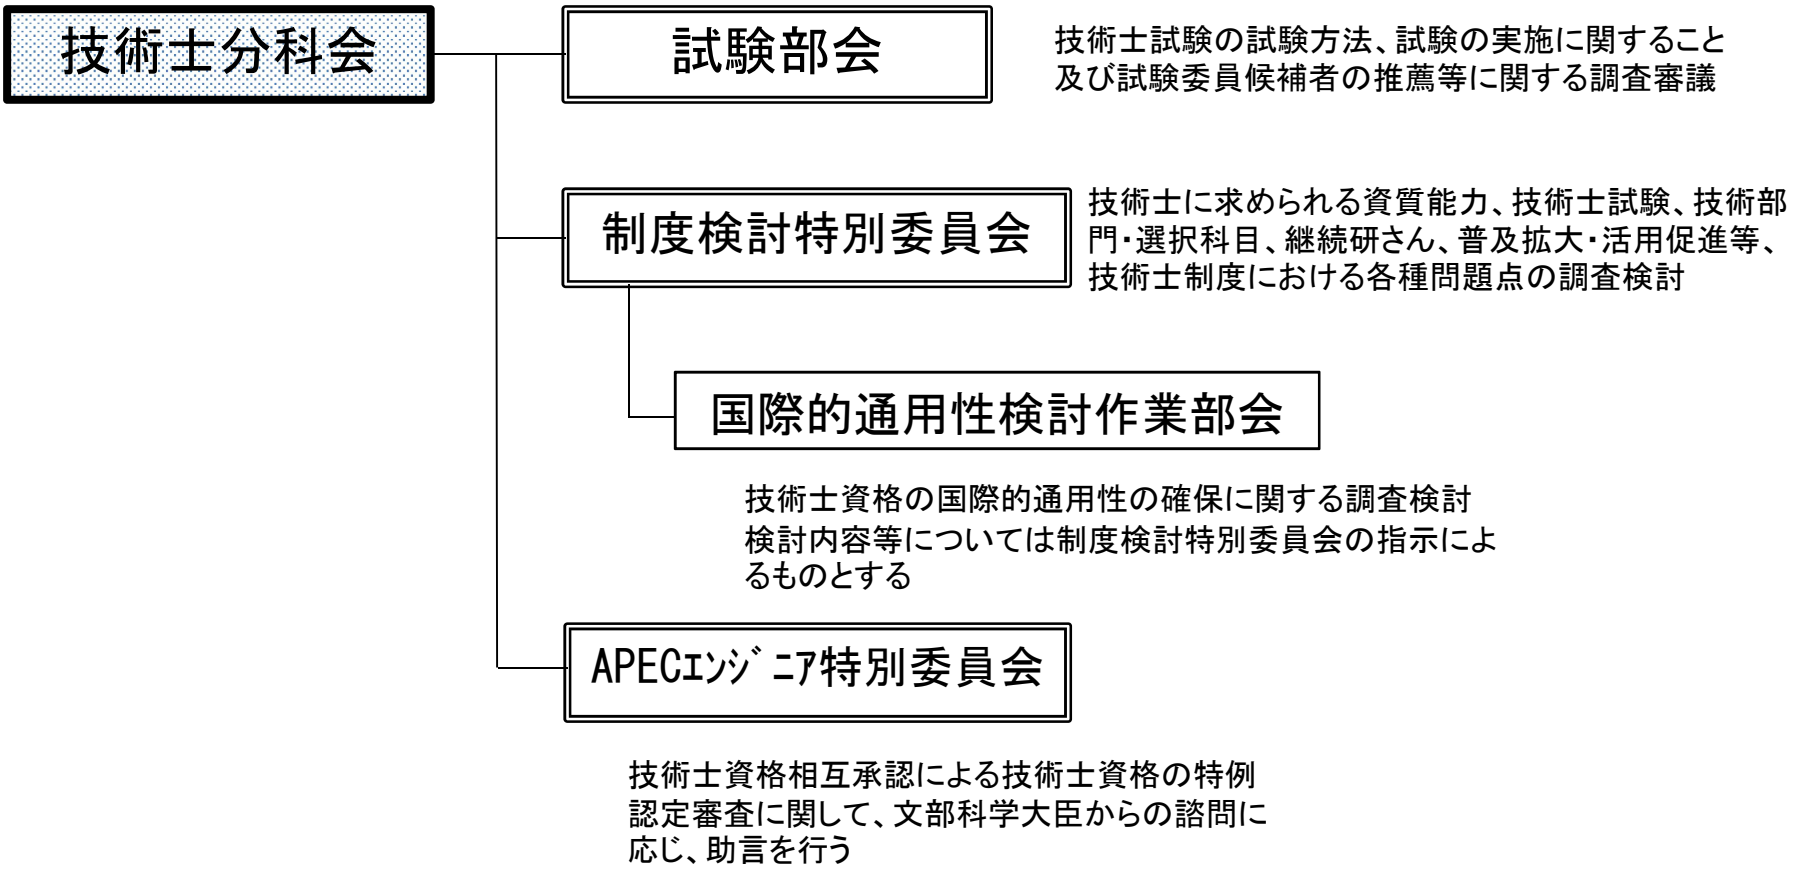 技術士分科会
試験部会
技術士試験の試験方法、試験の実施に関すること
及び試験委員候補者の推薦等に関する調査審議
制度検討特別委員会
技術士に求められる資質能力、技術士試験、技術部
門・選択科目、継続研さん、普及拡大・活用促進等、
技術士制度における各種問題点の調査検討
国際的通用性検討作業部会
技術士資格の国際的通用性の確保に関する調査検討
検討内容等については制度検討特別委員会の指示によ
るものとする
APECｴﾝｼﾞﾆｱ特別委員会
技術士資格相互承認による技術士資格の特例
認定審査に関して、文部科学大臣からの諮問に
応じ、助言を行う